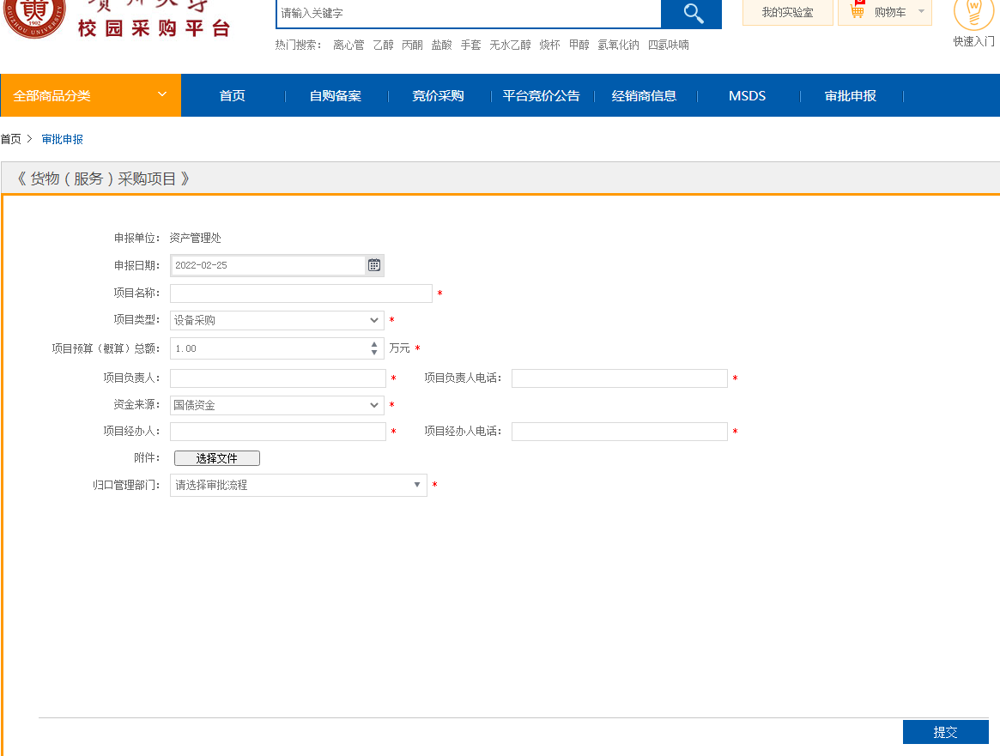 请输入关键字
我的实验室
购物车
校园采购平台
GUIZHOU UNIVERSITY
1902
快速入门
热门搜索： 离心管 乙醇 丙酮 盐酸 手套 无水乙醇 烧杯 甲醇 氢氧化钠 四氢呋喃
全部商品分类 首页 自购备案 竞价采购 平台竞价公告 经销商信息 MSDS 审批申报
首页 > 审批申报
《 货物（服务）采购项目 》
申报单位： 资产管理处
申报日期： 2022-02-25
项目名称： *
项目类型： 设备采购 *
项目预算（概算）总额： 1.00 万元 *
项目负责人： * 项目负责人电话： *
资金来源： 国债资金 *
项目经办人： * 项目经办人电话： *
附件： 选择文件
归口管理部门： 请选择审批流程 *
提交